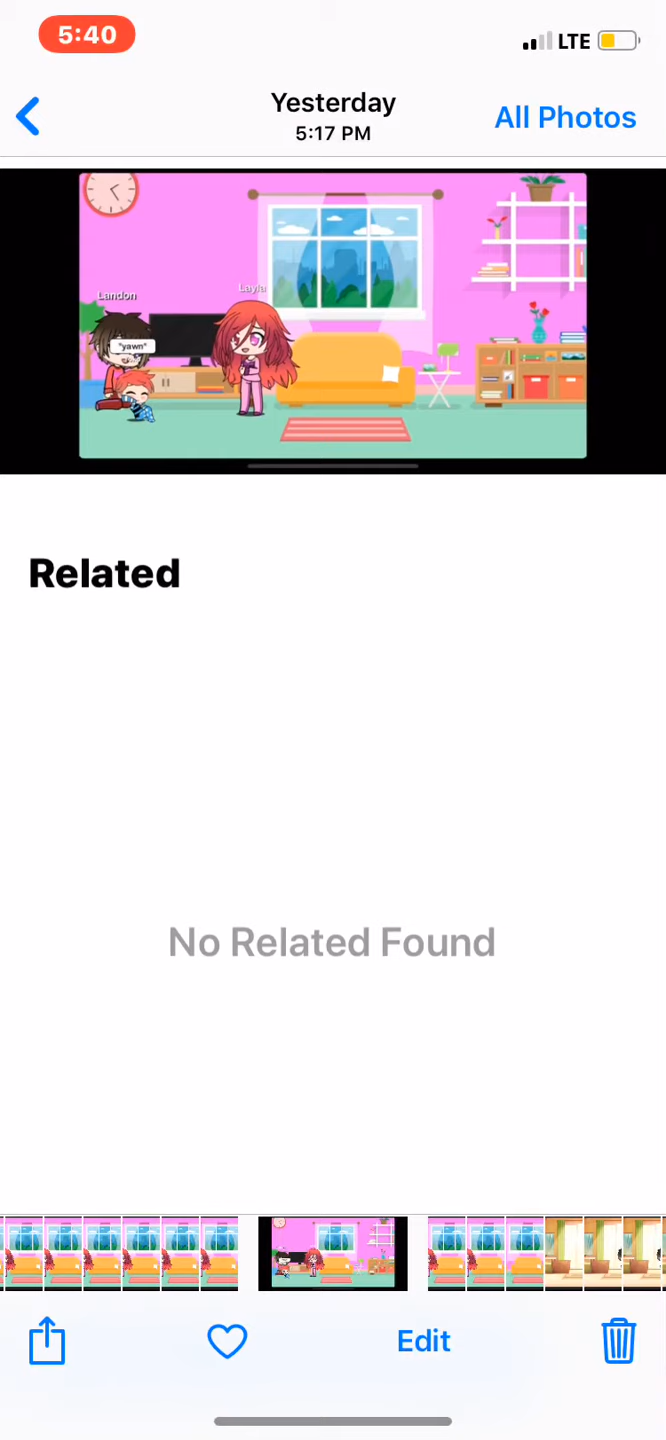 5:40
LTE
Yesterday
5:17 PM
All Photos
Landon
Layla
"yawn"
Related
No Related Found
Edit